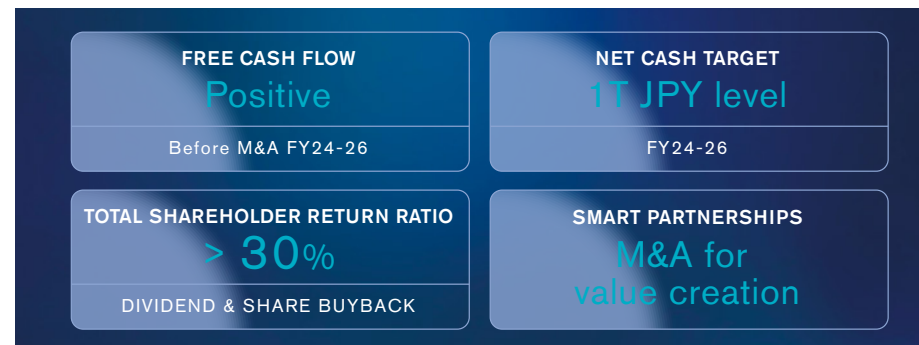 FREE CASH FLOW
Positive
Before M&A FY24-26
NET CASH TARGET
1T JPY level
FY24-26
TOTAL SHAREHOLDER RETURN RATIO
> 30%
DIVIDEND & SHARE BUYBACK
SMART PARTNERSHIPS
M&A for
value creation